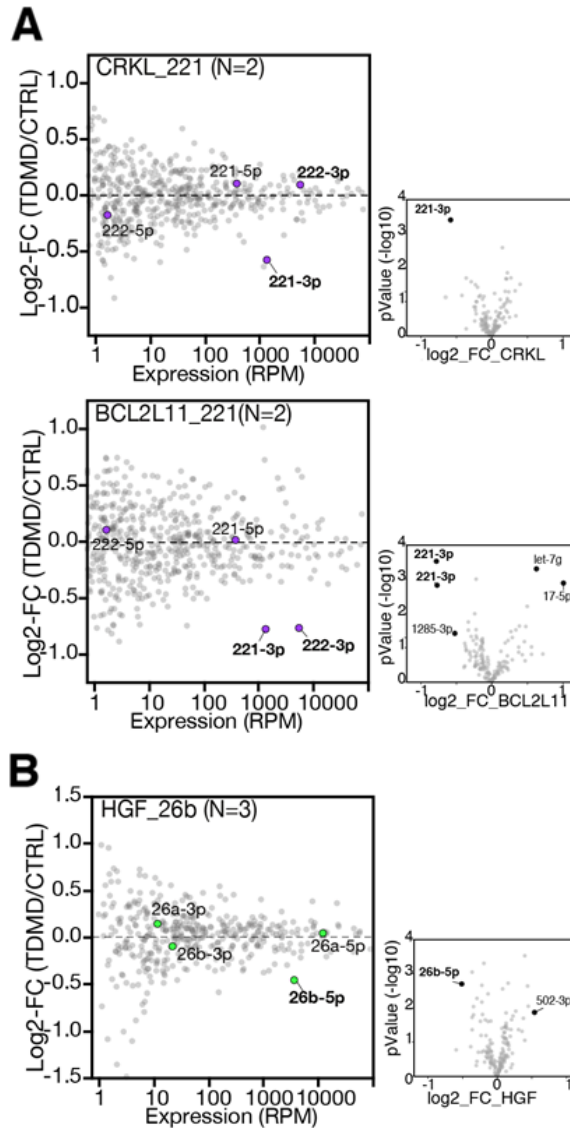 A
CRKL_221 (N=2)
Log2-FC (TDMD/CTRL)
1.0
0.5
0.0
-0.5
-1.0
221-5p
222-3p
222-5p
221-3p
1 10 100 1000 10000
Expression (RPM)
pValue (-log10)
4
3
2
1
0
221-3p
-1 0 1
log2_FC_CRKL
BCL2L11_221(N=2)
Log2-FC (TDMD/CTRL)
1.0
0.5
0.0
-0.5
-1.0
222-5p
221-5p
221-3p
222-3p
1 10 100 1000 10000
Expression (RPM)
pValue (-log10)
4
3
2
1
0
221-3p
221-3p
1285-3p
let-7g
17-5p
-1 0 1
log2_FC_BCL2L11
B
HGF_26b (N=3)
Log2-FC (TDMD/CTRL)
1.5
1.0
0.5
0.0
-0.5
-1.0
-1.5
26a-3p
26b-3p
26a-5p
26b-5p
1 10 100 1000 10000
Expression (RPM)
pValue (-log10)
4
3
2
1
0
26b-5p
502-3p
-1 0 1
log2_FC_HGF